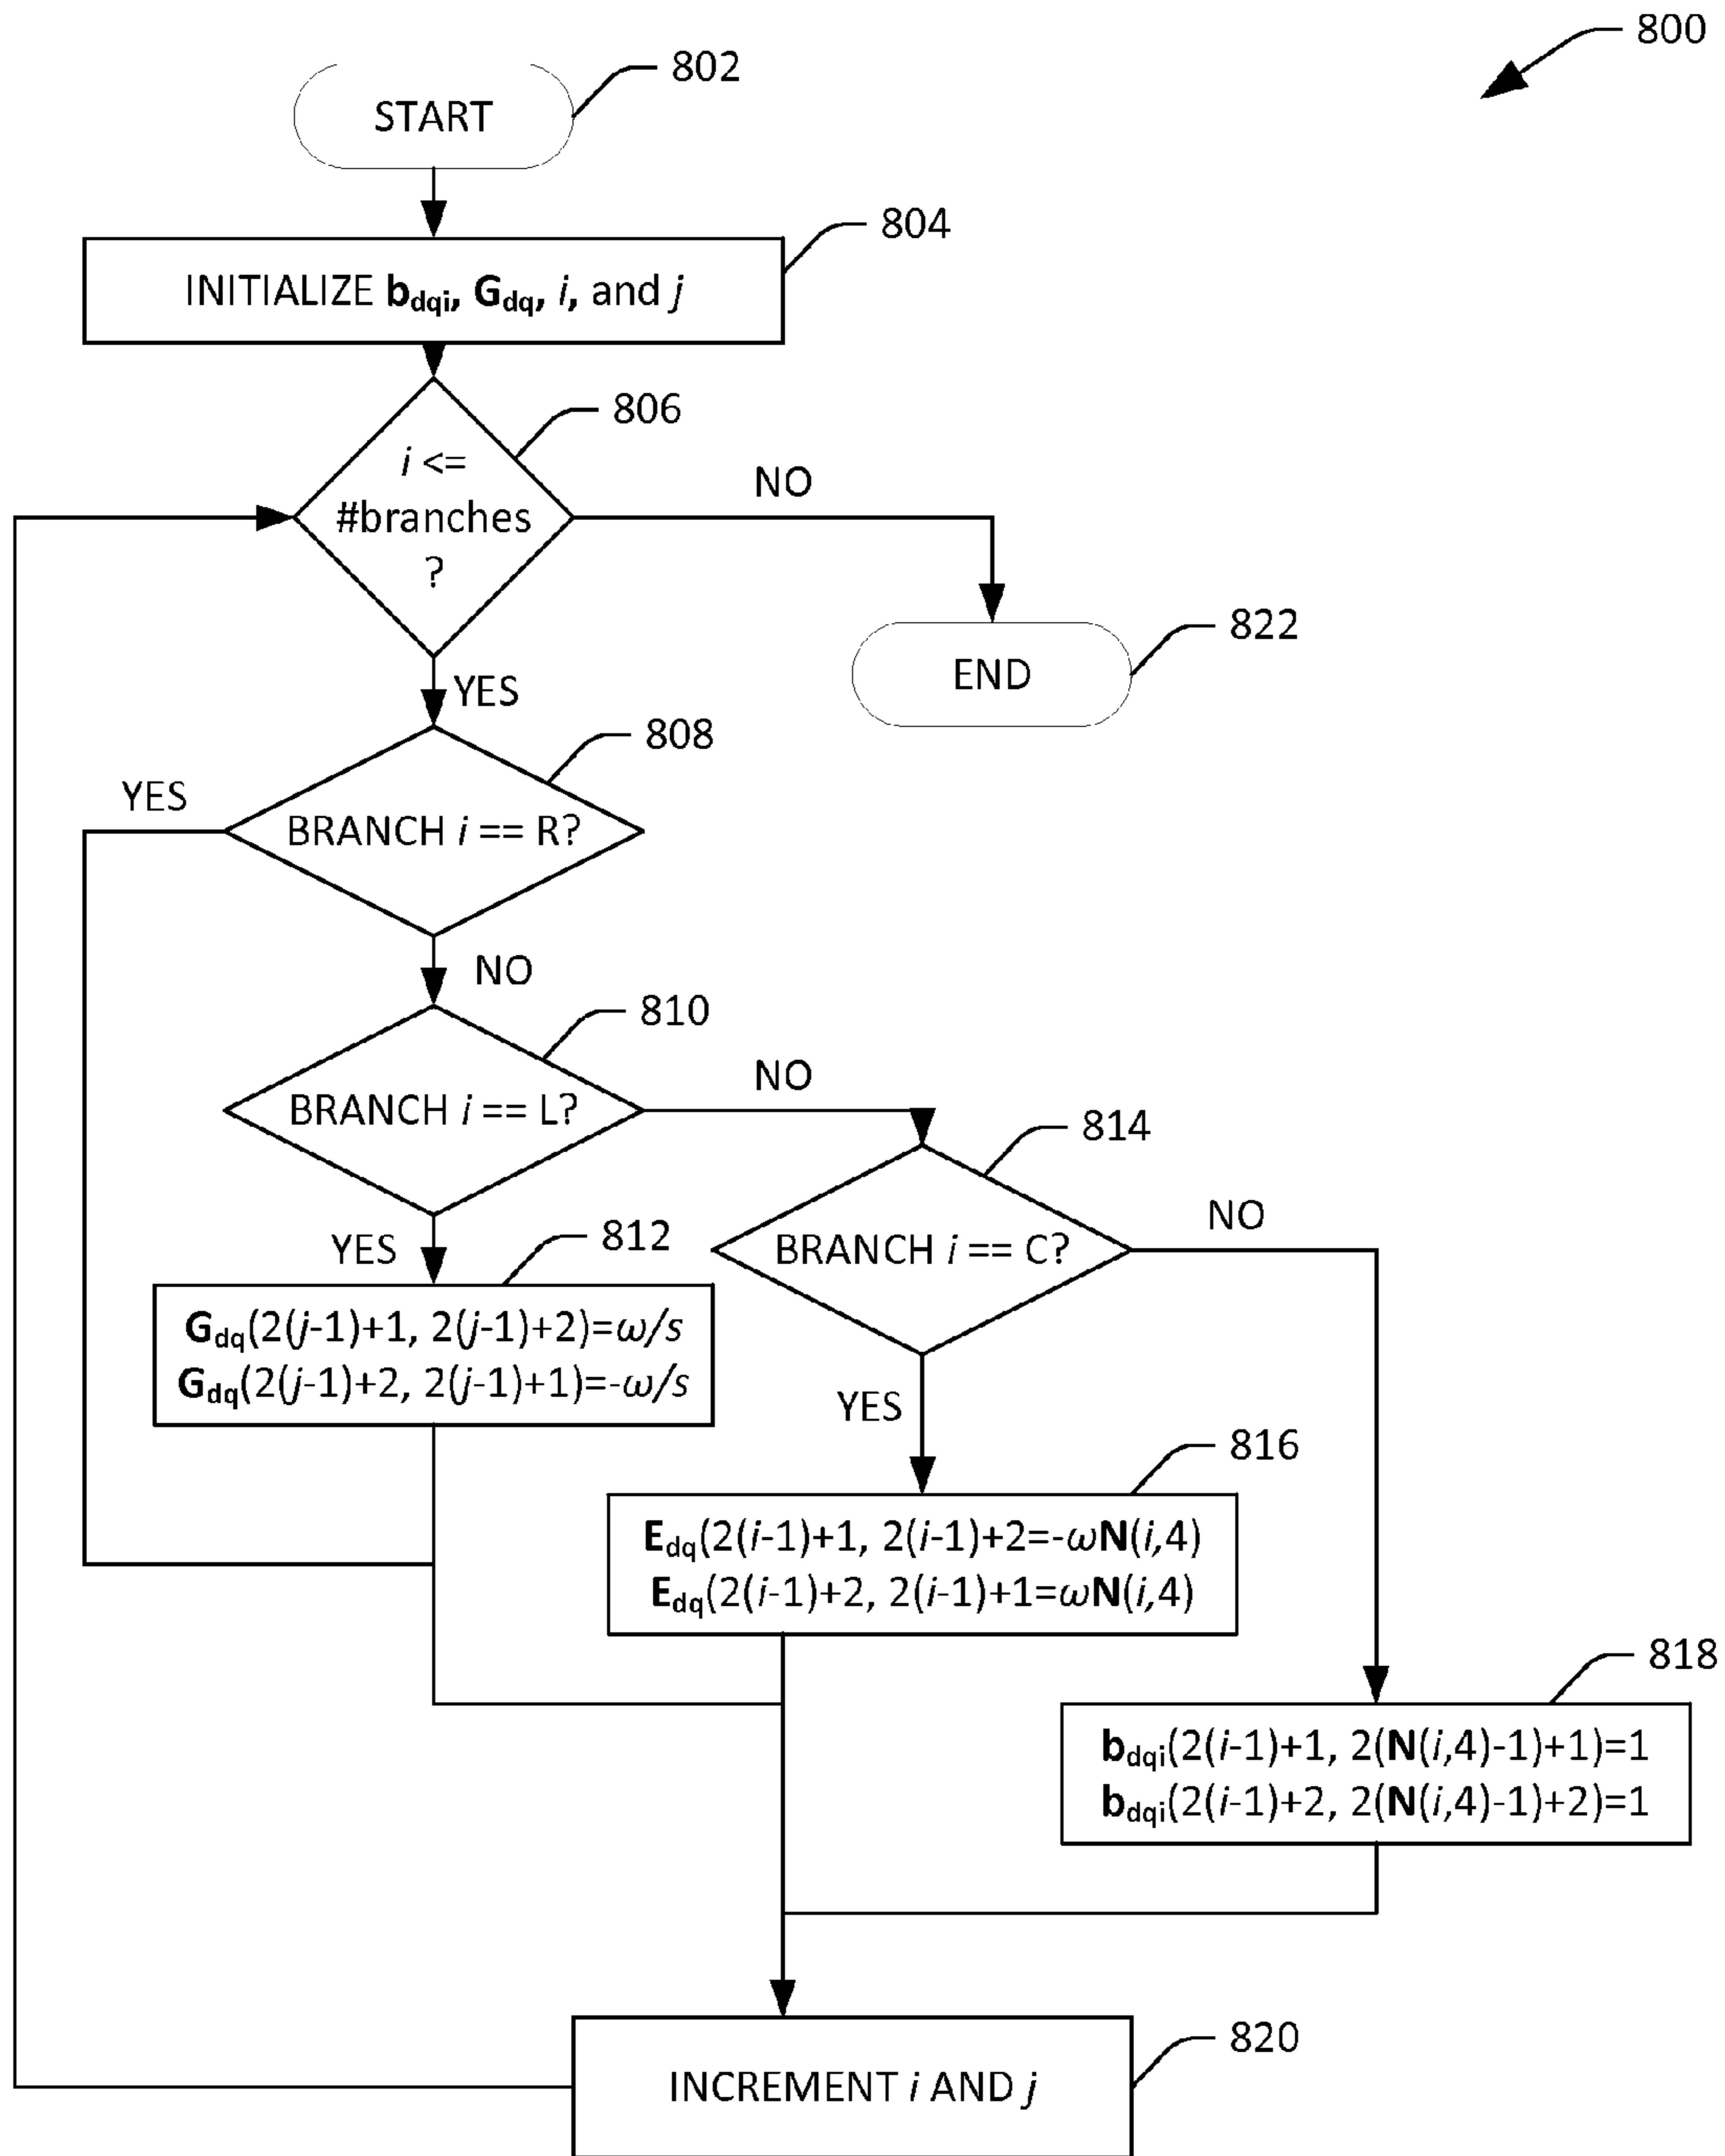 800
802
START
804
INITIALIZE bdqi, Gdq, i, and j
806
i <=
#branches
?
NO
822
END
YES
808
YES
BRANCH i == R?
NO
810
BRANCH i == L?
NO
814
BRANCH i == C?
NO
YES
812
Gdq(2(j-1)+1, 2(j-1)+2)=ω/s
Gdq(2(j-1)+2, 2(j-1)+1)=-ω/s
YES
816
Edq(2(i-1)+1, 2(i-1)+2=-ωN(i,4)
Edq(2(i-1)+2, 2(i-1)+1=ωN(i,4)
818
bdqi(2(i-1)+1, 2(N(i,4)-1)+1)=1
bdqi(2(i-1)+2, 2(N(i,4)-1)+2)=1
820
INCREMENT i AND j